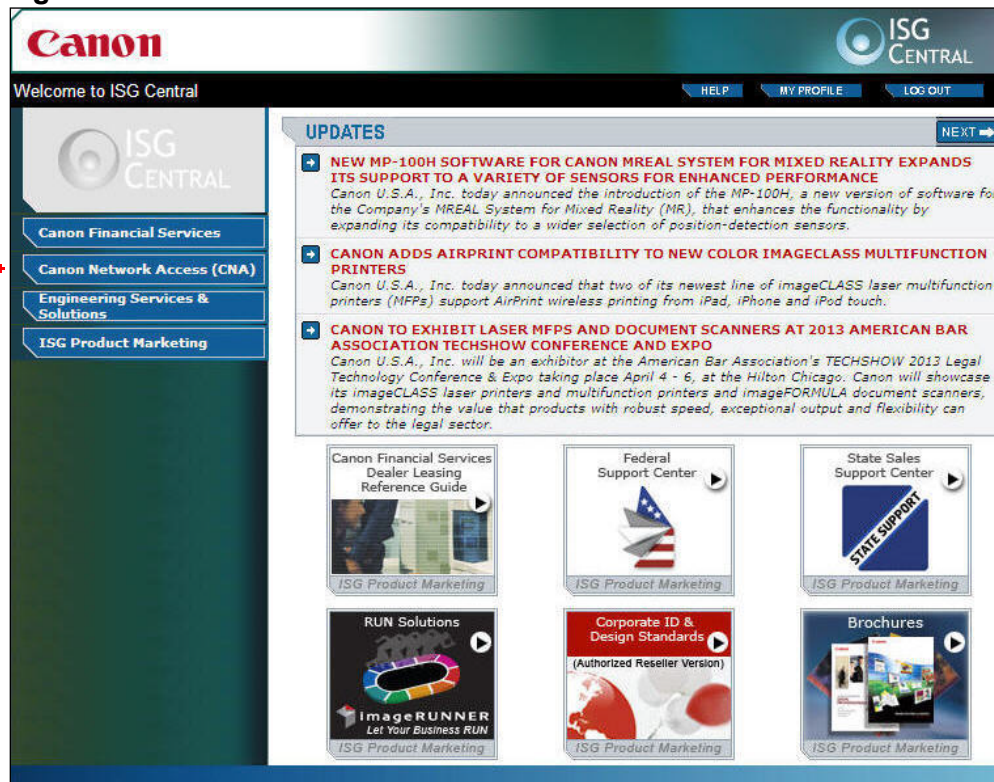 Canon
ISG
CENTRAL
Welcome to ISG Central
HELP
MY PROFILE
LOG OUT
ISG
CENTRAL
Canon Financial Services
Canon Network Access (CNA)
Engineering Services &
Solutions
ISG Product Marketing
UPDATES
NEXT
NEW MP-100H SOFTWARE FOR CANON MREAL SYSTEM FOR MIXED REALITY EXPANDS
ITS SUPPORT TO A VARIETY OF SENSORS FOR ENHANCED PERFORMANCE
Canon U.S.A., Inc. today announced the introduction of the MP-100H, a new version of software for
the Company's MREAL System for Mixed Reality (MR), that enhances the functionality by
expanding its compatibility to a wider selection of position-detection sensors.
CANON ADDS AIRPRINT COMPATIBILITY TO NEW COLOR IMAGECLASS MULTIFUNCTION
PRINTERS
Canon U.S.A., Inc. today announced that two of its newest line of imageCLASS laser multifunction
printers (MFPs) support AirPrint wireless printing from iPad, iPhone and iPod touch.
CANON TO EXHIBIT LASER MFPS AND DOCUMENT SCANNERS AT 2013 AMERICAN BAR
ASSOCIATION TECHSHOW CONFERENCE AND EXPO
Canon U.S.A., Inc. will be an exhibitor at the American Bar Association's TECHSHOW 2013 Legal
Technology Conference & Expo taking place April 4 - 6, at the Hilton Chicago. Canon will showcase
its imageCLASS laser printers and multifunction printers and imageFORMULA document scanners,
demonstrating the value that products with robust speed, exceptional output and flexibility can
offer to the legal sector.
Canon Financial Services
Dealer Leasing
Reference Guide
ISG Product Marketing
Federal
Support Center
ISG Product Marketing
State Sales
Support Center
STATE SUPPORT
ISG Product Marketing
RUN Solutions
imageRUNNER
Let Your Business RUN
ISG Product Marketing
Corporate ID &
Design Standards
(Authorized Reseller Version)
ISG Product Marketing
Brochures
ISG Product Marketing